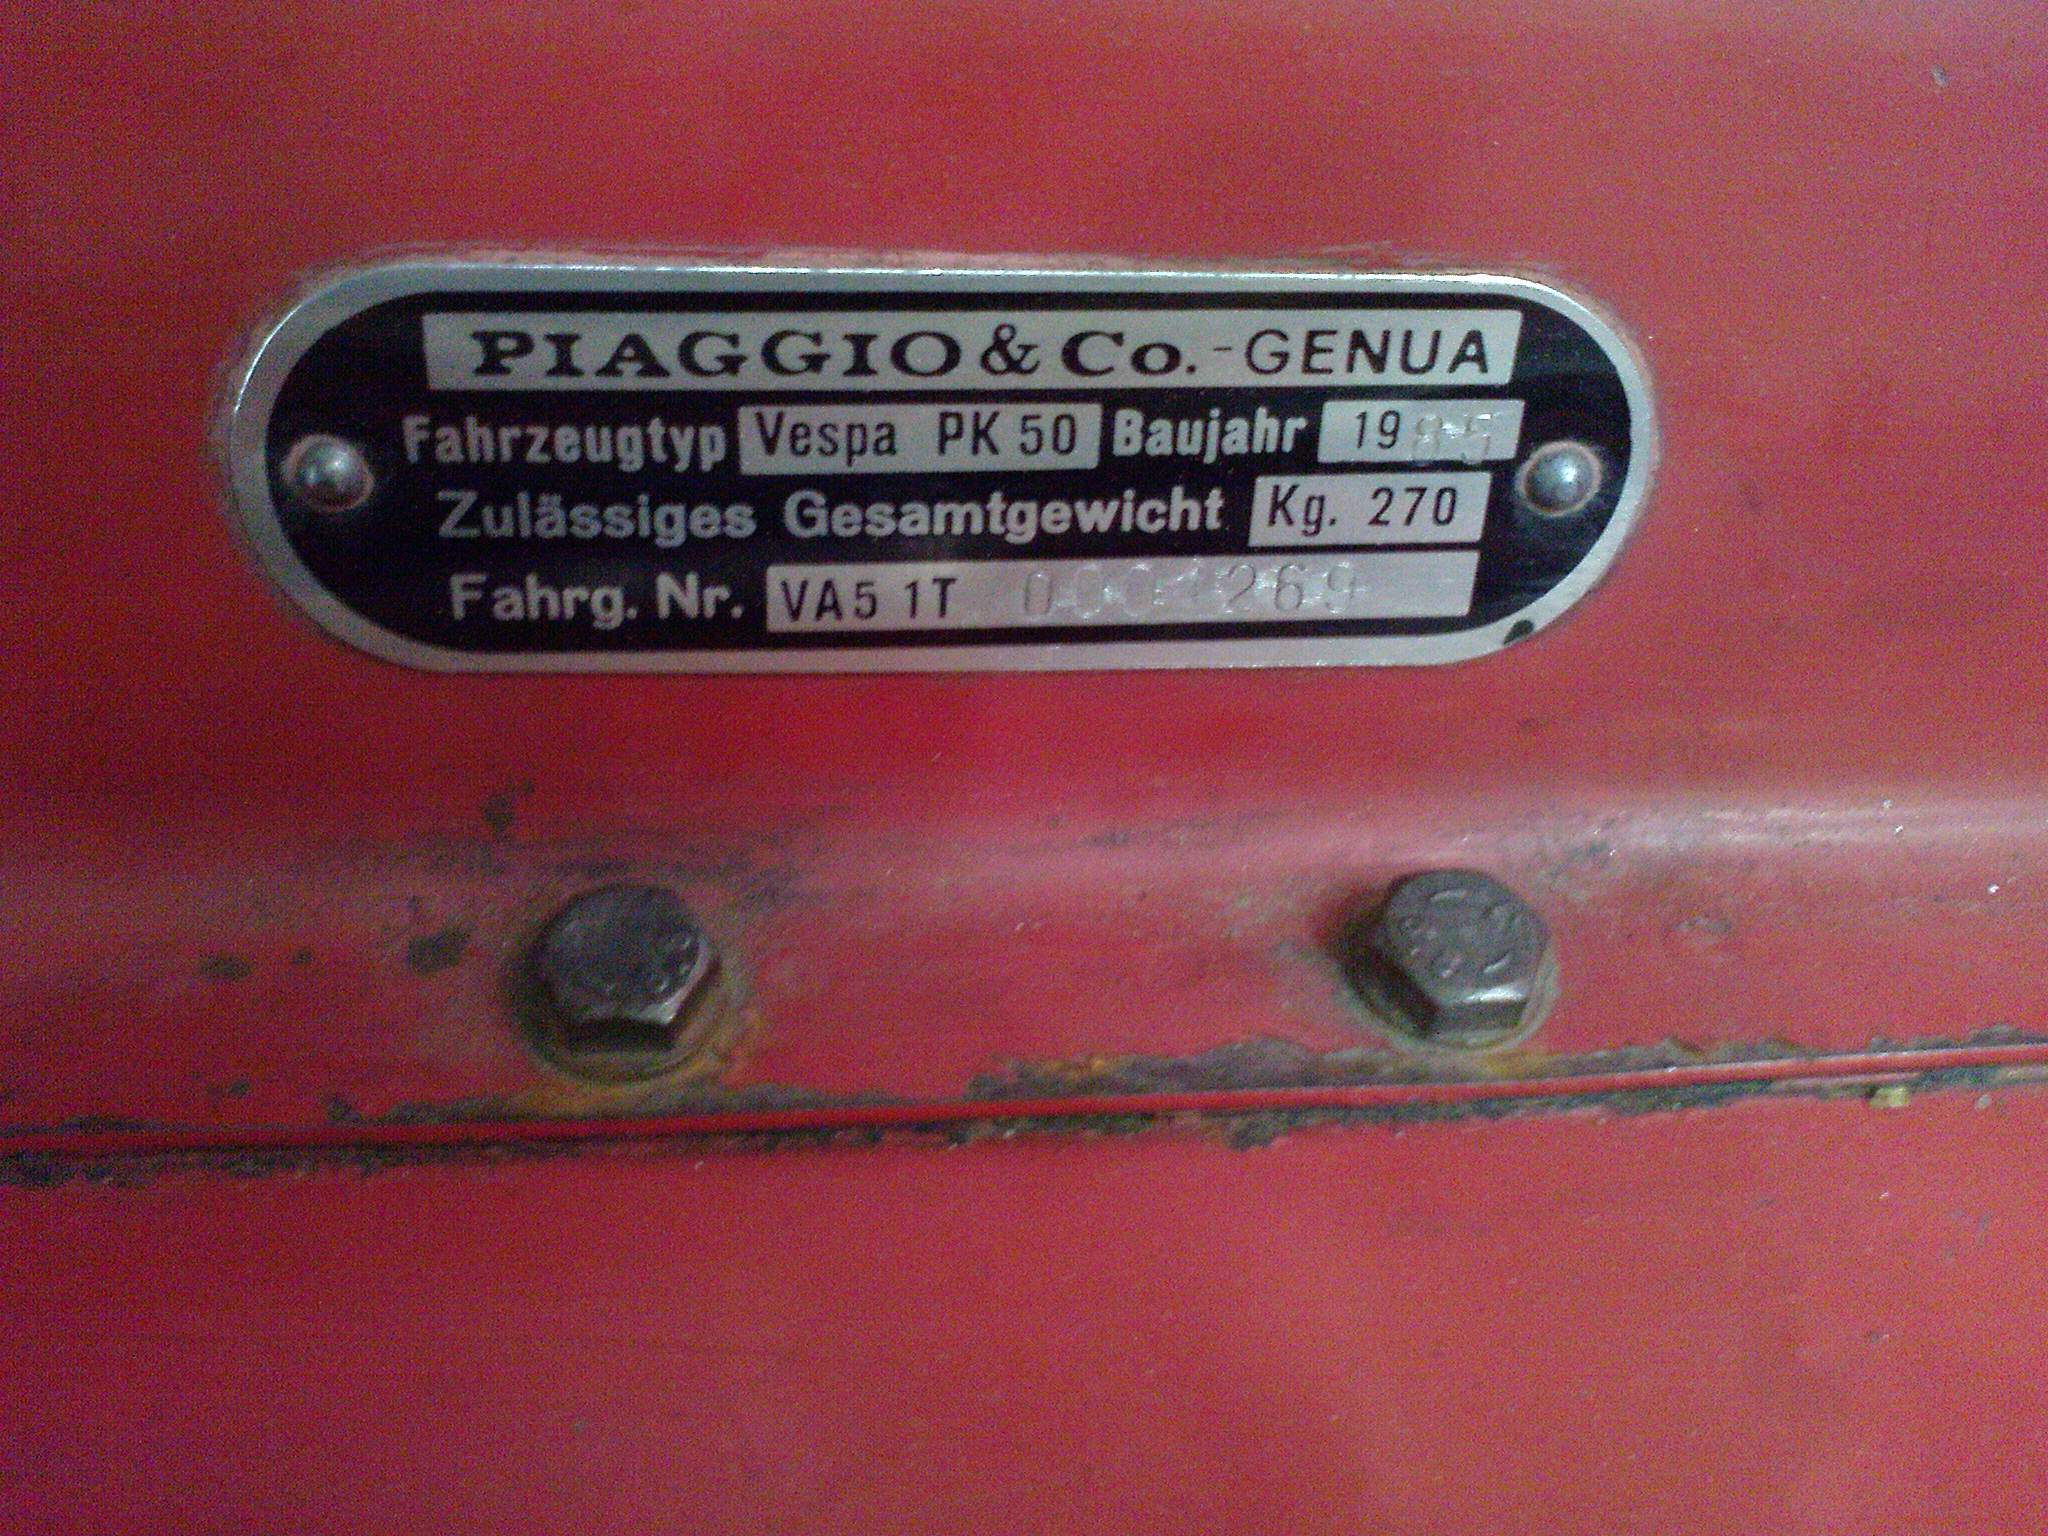 PIAGGIO & Co. - GENUA
Fahrzeugtyp Vespa PK 50 Baujahr 1985
Zulässiges Gesamtgewicht Kg. 270
Fahrg. Nr. VA5 1T